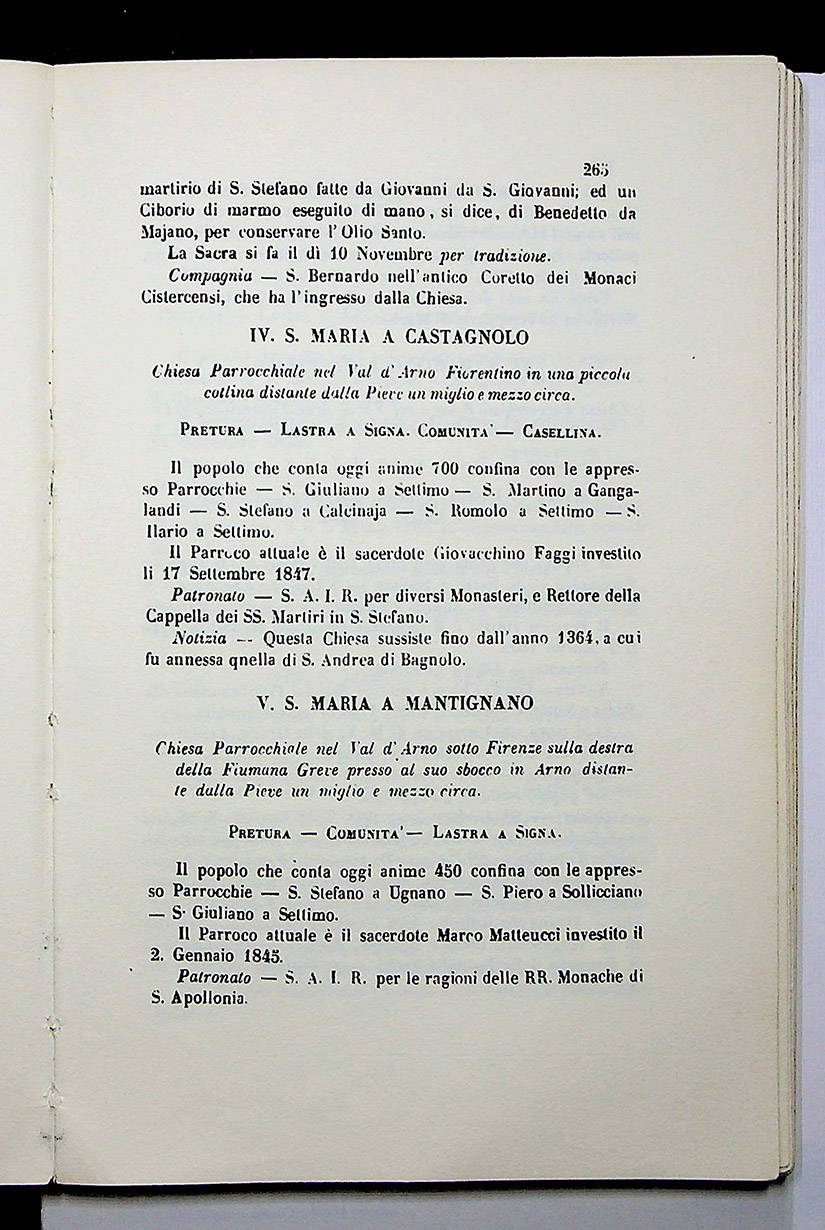 265
martirio di S. Stefano fatte da Giovanni da S. Giovanni; ed un
Ciborio di marmo eseguito di mano, si dice, di Benedetto da
Majano, per conservare l'Olio Santo.
La Sacra si fa il dì 10 Novembre per tradizione.
Compagnia — S. Bernardo nell'antico Coretto dei Monaci
Cistercensi, che ha l'ingresso dalla Chiesa.
IV. S. MARIA A CASTAGNOLO
Chiesa Parrocchiale nel Val d'Arno Fiorentino in una piccola
collina distante dalla Pieve un miglio e mezzo circa.
PRETURA — LASTRA A SIGNA. COMUNITA'— CASELLINA.
Il popolo che conta oggi anime 700 confina con le appres-
so Parrocchie — S. Giuliano a Settimo — S. Martino a Ganga-
landi — S. Stefano a Calcinaja — S. Romolo a Settimo — S.
Ilario a Settimo.
Il Parroco attuale è il sacerdote Giovacchino Faggi investito
li 17 Settembre 1847.
Patronato — S. A. I. R. per diversi Monasteri, e Rettore della
Cappella dei SS. Martiri in S. Stefano.
Notizia — Questa Chiesa sussiste fino dall'anno 1364, a cui
fu annessa qnella di S. Andrea di Bagnolo.
V. S. MARIA A MANTIGNANO
Chiesa Parrocchiale nel Val d'Arno sotto Firenze sulla destra
della Fiumana Greve presso al suo sbocco in Arno distan-
te dalla Pieve un miglio e mezzo circa.
PRETURA — COMUNITA'— LASTRA A SIGNA.
Il popolo che conta oggi anime 450 confina con le appres-
so Parrocchie — S. Stefano a Ugnano — S. Piero a Sollicciano
— S. Giuliano a Settimo.
Il Parroco attuale è il sacerdote Marco Matteucci investito il
2. Gennaio 1845.
Patronato — S. A. I. R. per le ragioni delle RR. Monache di
S. Apollonia.